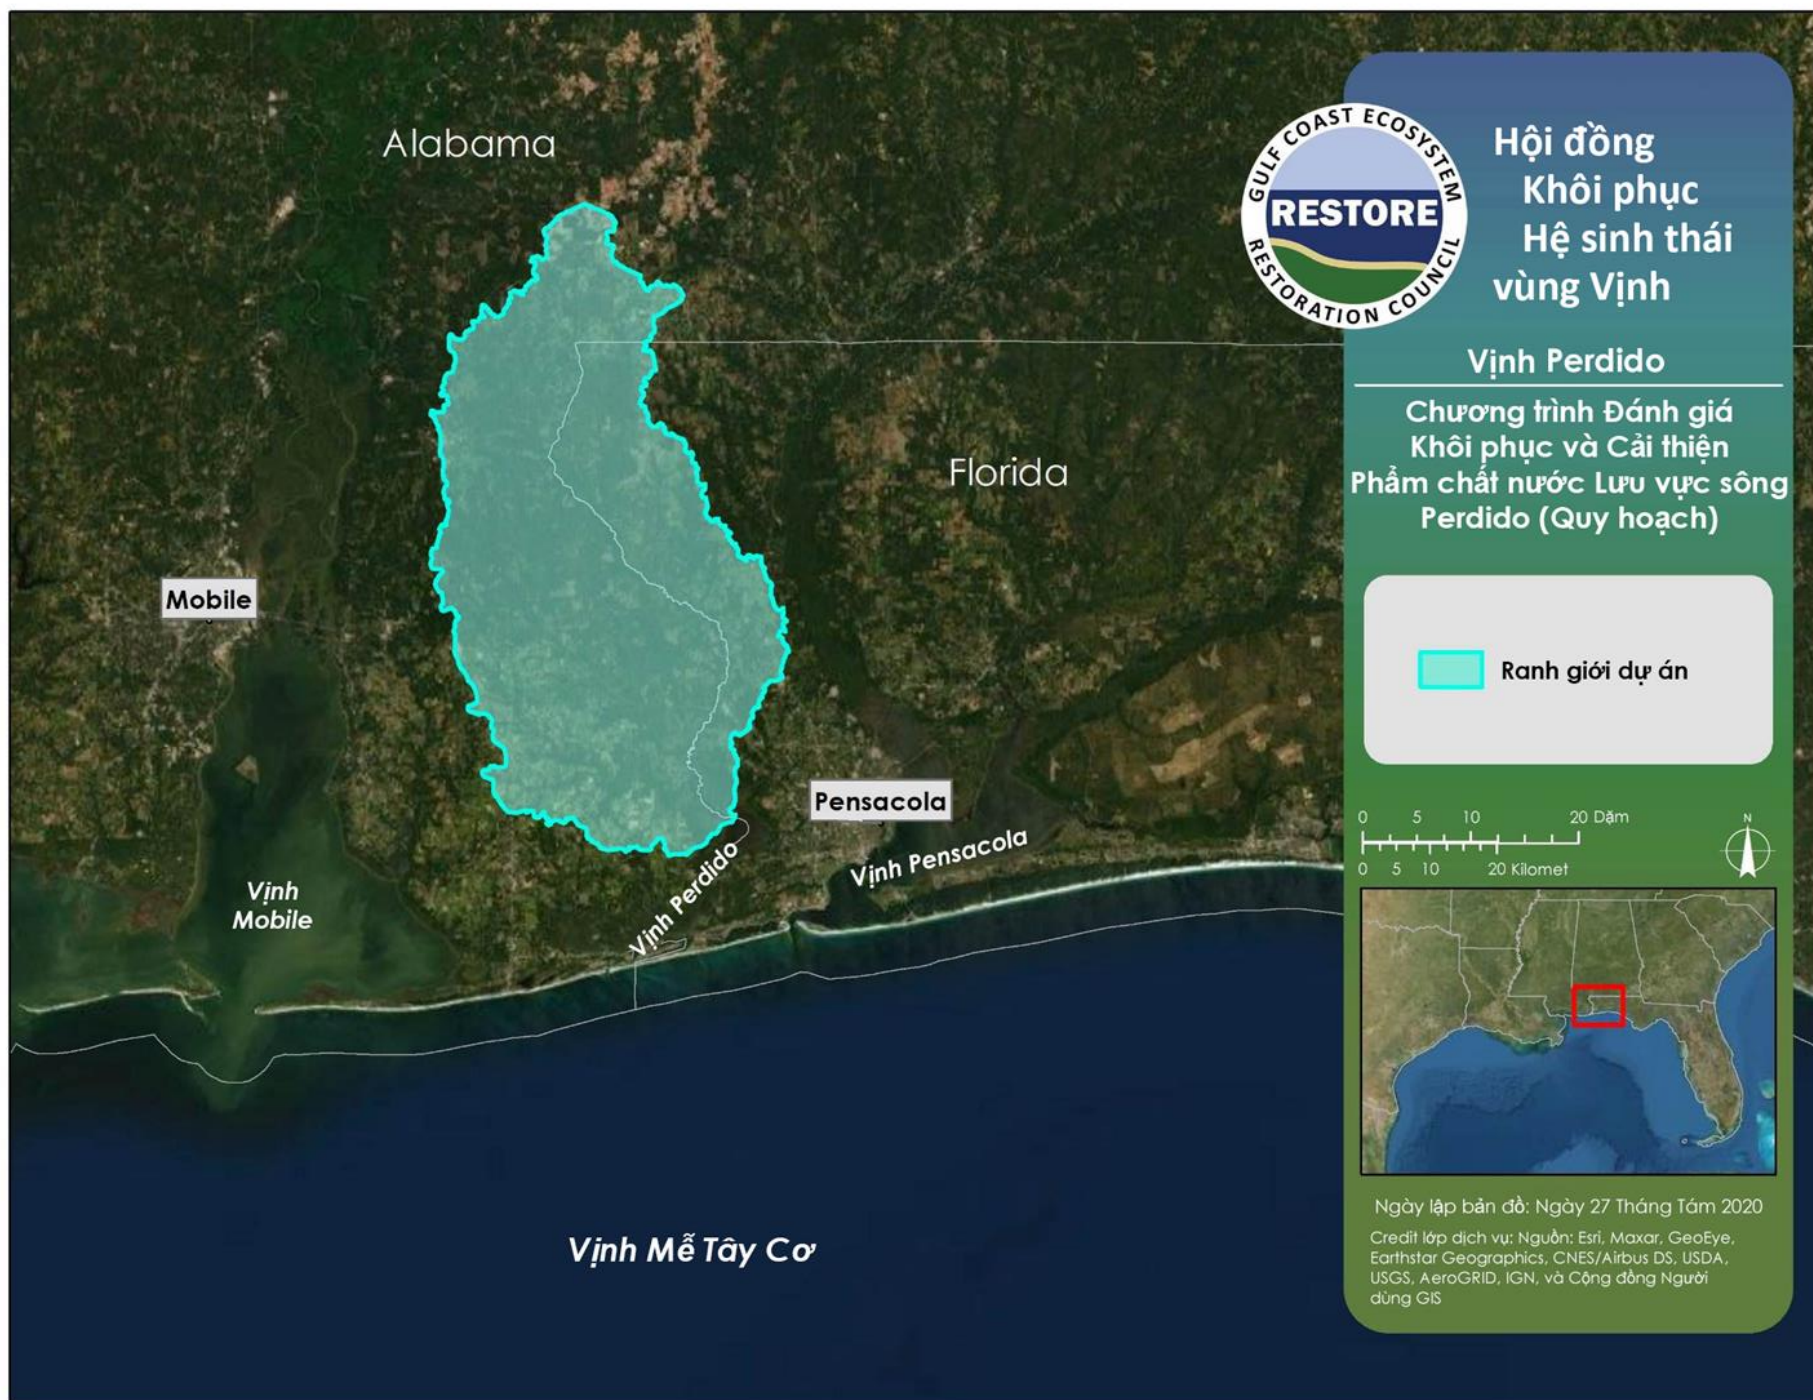 Alabama
Florida
Mobile
Pensacola
Vịnh Pensacola
Vịnh Perdido
Vịnh
Mobile
Vịnh Mễ Tây Cơ
GULF COAST ECOSYSTEM
RESTORE
RESTORATION COUNCIL
Hội đồng
Khôi phục
Hệ sinh thái
vùng Vịnh
Vịnh Perdido
Chương trình Đánh giá
Khôi phục và Cải thiện
Phẩm chất nước Lưu vực sông
Perdido (Quy hoạch)
Ranh giới dự án
0 5 10 20 Dặm
0 5 10 20 Kilomet
N
Ngày lập bản đồ: Ngày 27 Tháng Tám 2020
Credit lớp dịch vụ: Nguồn: Esri, Maxar, GeoEye,
Earthstar Geographics, CNES/Airbus DS, USDA,
USGS, AeroGRID, IGN, và Cộng đồng Người
dùng GIS